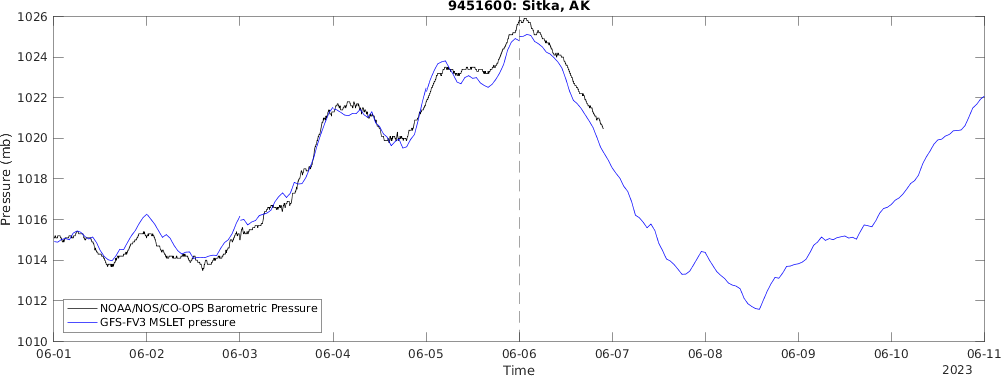 9451600: Sitka, AK
1026
1024
1022
1020
1018
1016
1014
1012
1010
Pressure (mb)
NOAA/NOS/CO-OPS Barometric Pressure
GFS-FV3 MSLET pressure
06-01 06-02 06-03 06-04 06-05 06-06 06-07 06-08 06-09 06-10 06-11
Time
2023